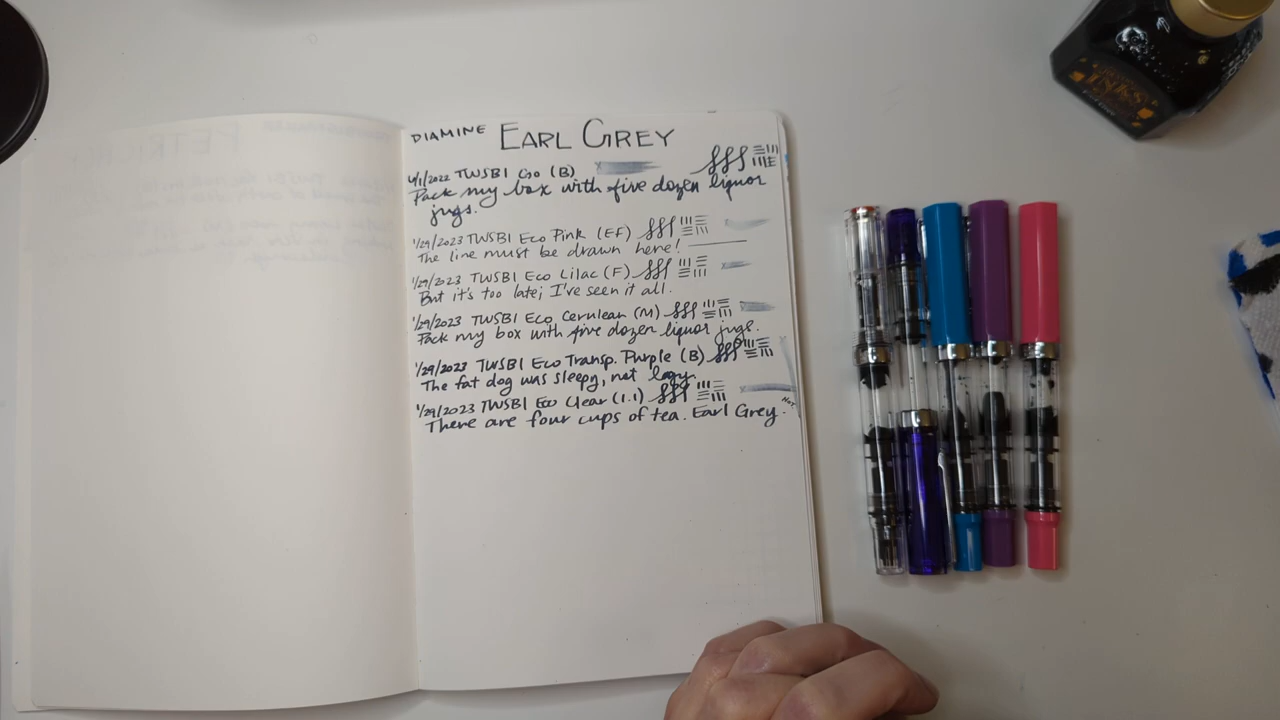 DIAMINE EARL GREY
6/1/2022 TWSBI Eco (B)
Pack my box with five dozen liquor
jugs.
1/29/2023 TWSBI Eco Pink (EF)
The line must be drawn here!
1/29/2023 TWSBI Eco Lilac (F)
But it's too late; I've seen it all.
1/29/2023 TWSBI Eco Cerulean (M)
Pack my box with five dozen liquor jugs.
1/29/2023 TWSBI Eco Transp. Purple (B)
The fat dog was sleepy, not lazy.
1/29/2023 TWSBI Eco Clear (1.1)
There are four cups of tea. Earl Grey. HOT
INKS